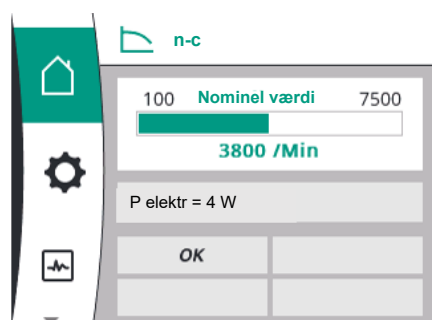 n-c
100 Nominel værdi 7500
3800 /Min
P elektr = 4 W
OK